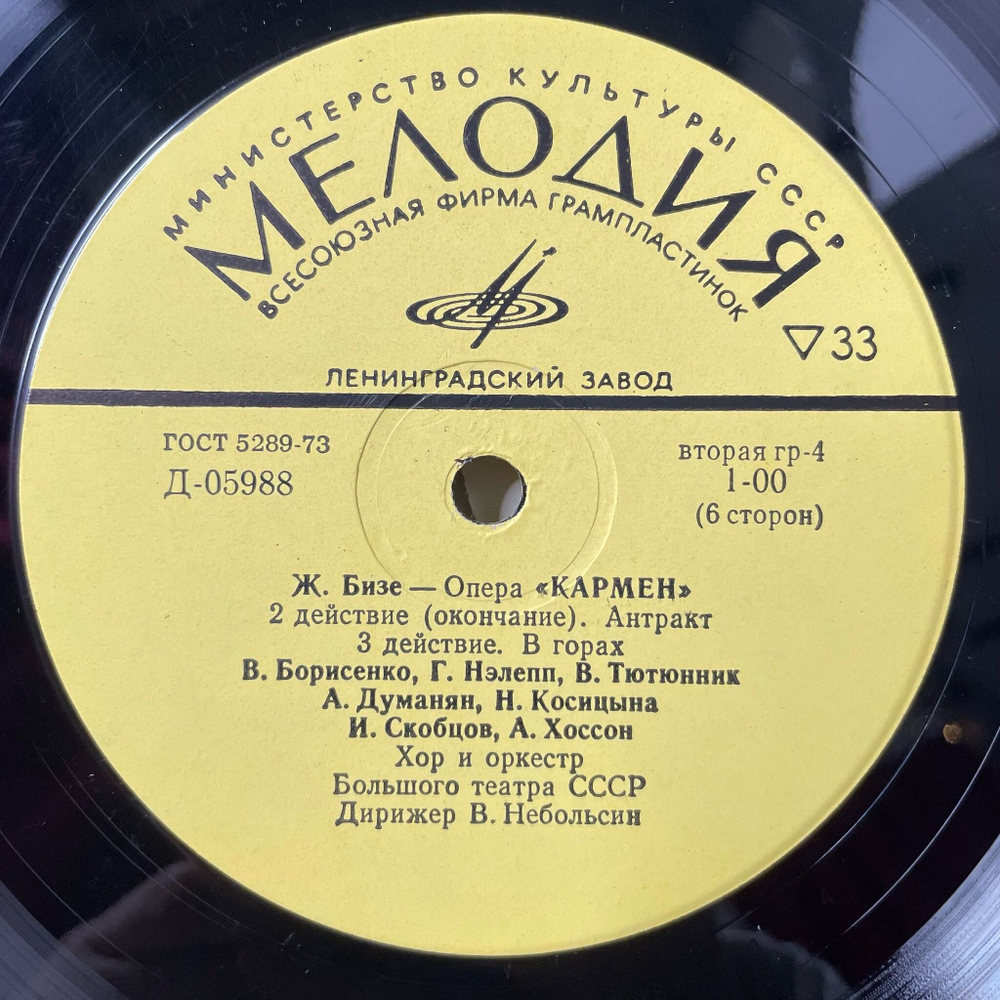 МИНИСТЕРСТВО КУЛЬТУРЫ СССР
МЕЛОДИЯ
ВСЕСОЮЗНАЯ ФИРМА ГРАМПЛАСТИНОК
▽33
ЛЕНИНГРАДСКИЙ ЗАВОД
ГОСТ 5289-73
Д-05988
вторая гр-4
1-00
(6 сторон)
Ж. Бизе — Опера «КАРМЕН»
2 действие (окончание). Антракт
3 действие. В горах
В. Борисенко, Г. Нэлепп, В. Тютюнник
А. Думанян, Н. Косицына
И. Скобцов, А. Хоссон
Хор и оркестр
Большого театра СССР
Дирижер В. Небольсин